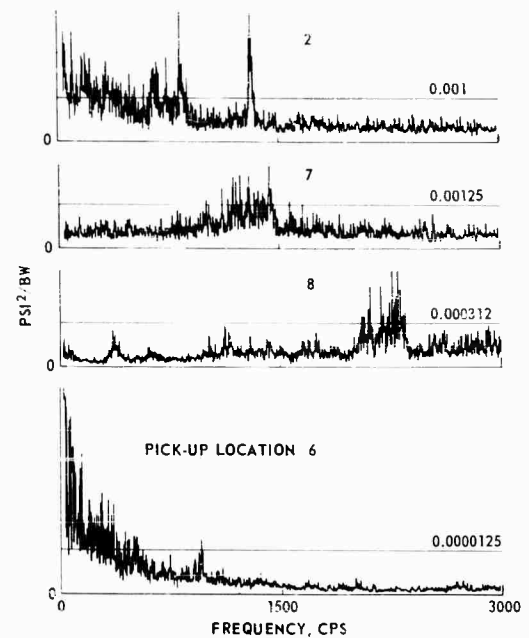 2
0.001
0
7
0.00125
0
8
0.000312
0
PSI²/BW
PICK-UP LOCATION 6
0.0000125
0
0 1500 3000
FREQUENCY, CPS